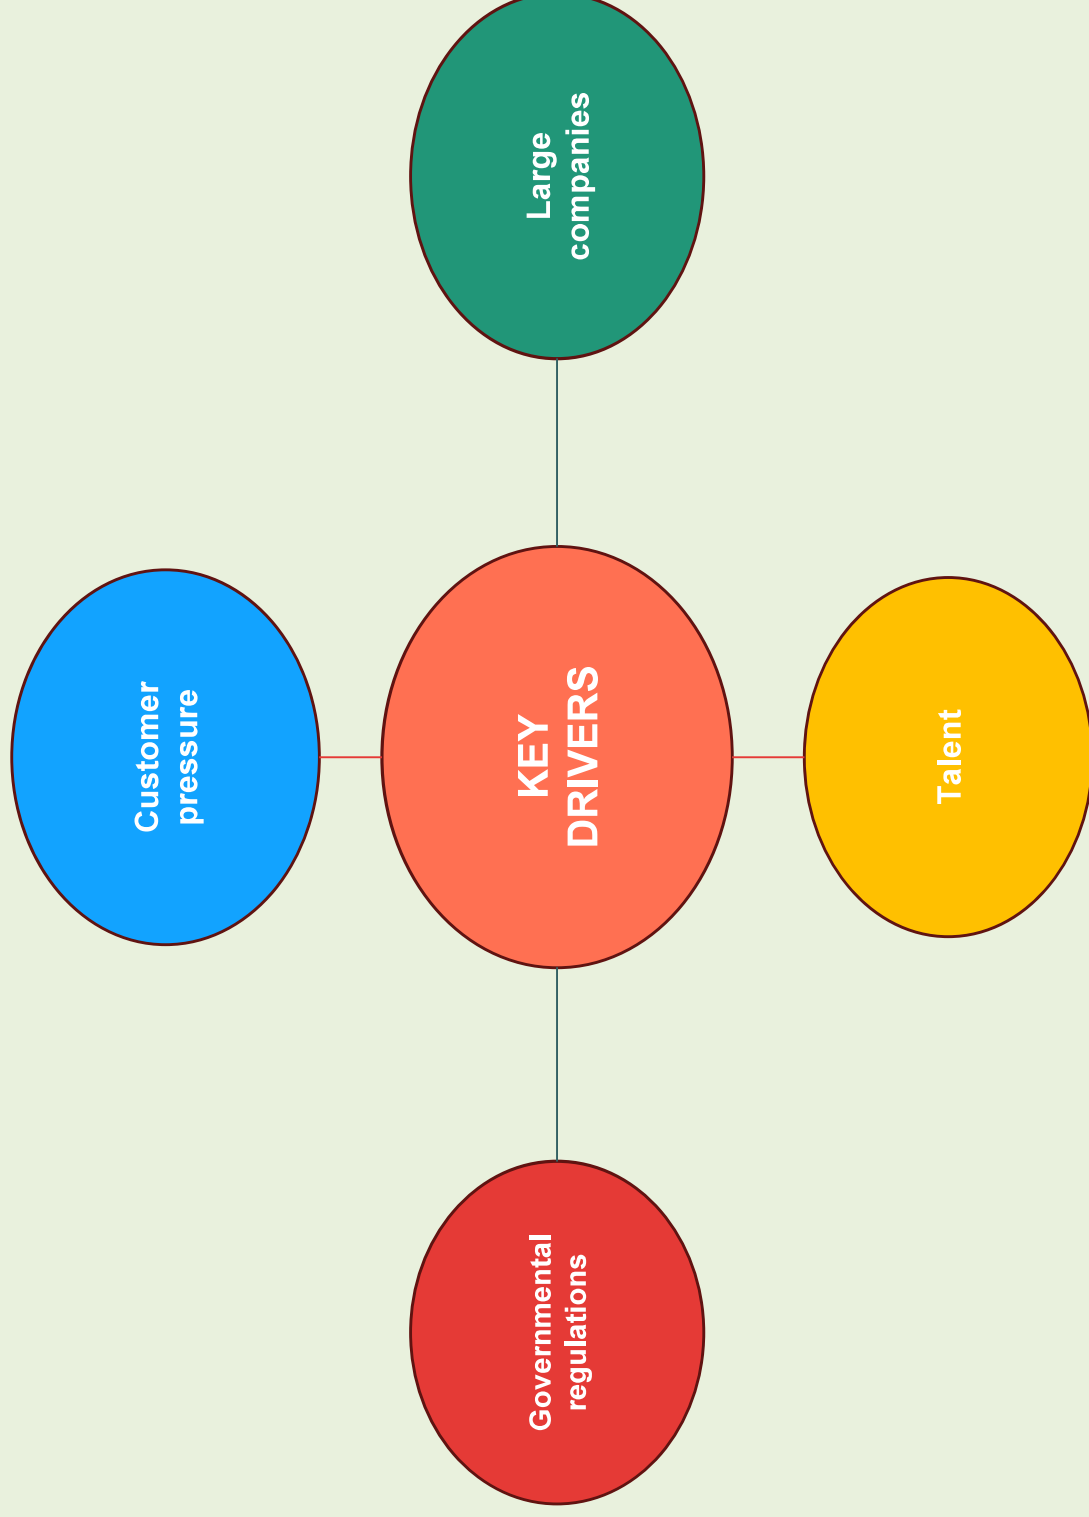 Customer
pressure
Governmental
regulations
KEY
DRIVERS
Large
companies
Talent